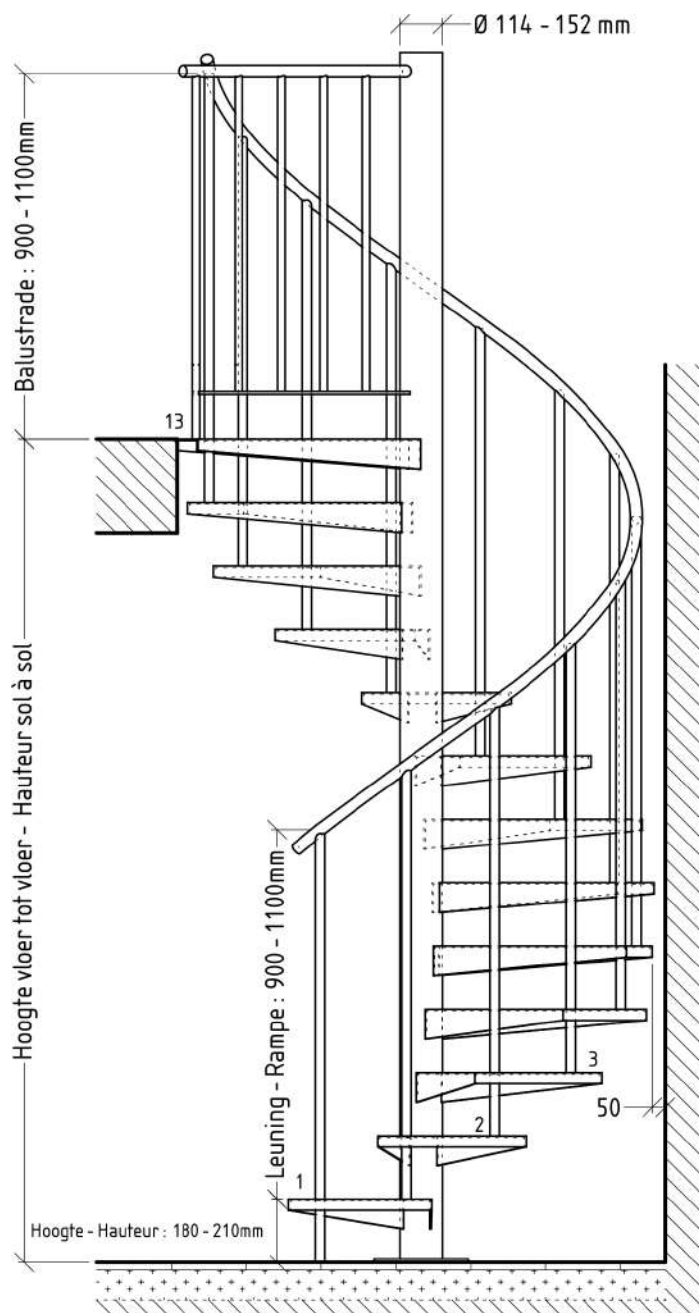 Ø 114 - 152 mm
Balustrade : 900 - 1100mm
13
Hoogte vloer tot vloer - Hauteur sol à sol
Leuning - Rampe : 900 - 1100mm
3
50
2
1
Hoogte - Hauteur : 180 - 210mm